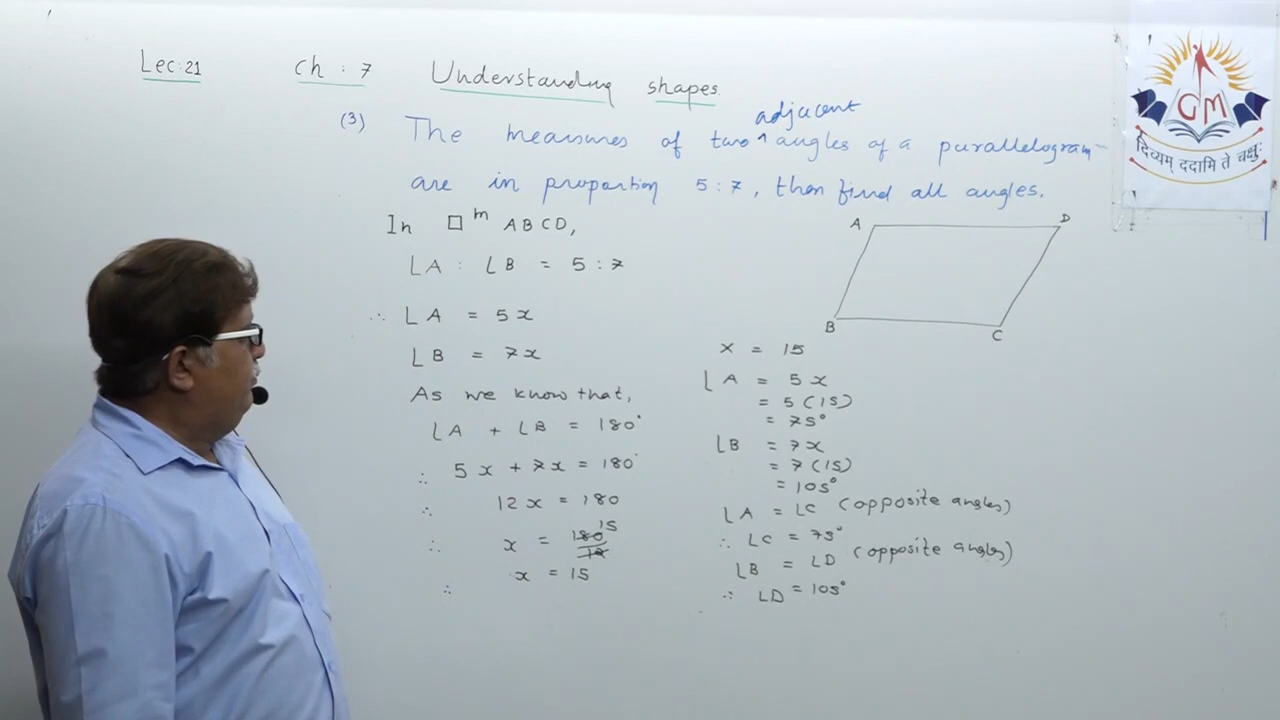 Lec:21 ch : 7 Understanding shapes
(3) The measures of two ^ adjacent angles of a parallelogram
are in proportion 5:7, then find all angles.
In □ᵐ ABCD,
∠A : ∠B = 5:7
∴ ∠A = 5x
∠B = 7x
As we know that,
∠A + ∠B = 180°
∴ 5x + 7x = 180°
∴ 12x = 180
∴ x = 180/12 15
∴ x = 15
A D
B C
x = 15
∠A = 5x
= 5(15)
= 75°
∠B = 7x
= 7(15)
= 105°
∠A = ∠C (opposite angles)
∴ ∠C = 75°
∠B = ∠D (opposite angles)
∴ ∠D = 105°
GM
दिव्यम् ददामि ते चक्षुः